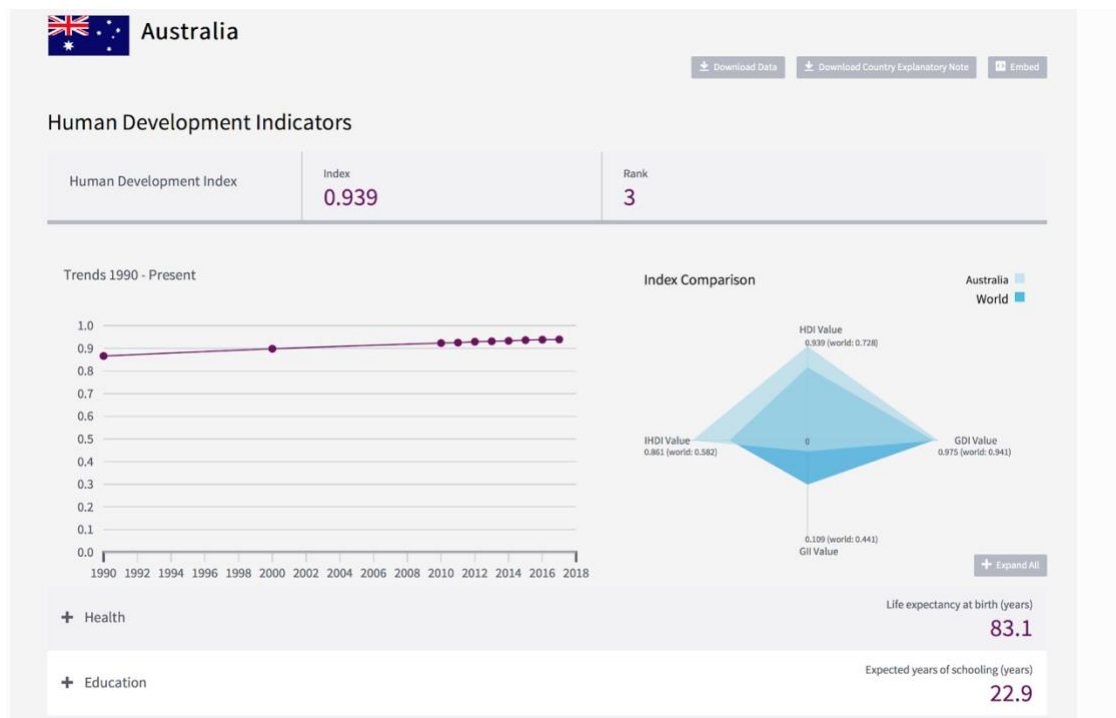 Australia
Download Data
Download Country Explanatory Note
Embed
Human Development Indicators
Human Development Index
Index
0.939
Rank
3
Trends 1990 - Present
1.0
0.9
0.8
0.7
0.6
0.5
0.4
0.3
0.2
0.1
0.0
1990 1992 1994 1996 1998 2000 2002 2004 2006 2008 2010 2012 2014 2016 2018
Index Comparison
Australia
World
HDI Value
0.939 (world: 0.728)
IHDI Value
0.861 (world: 0.582)
0
GDI Value
0.975 (world: 0.941)
0.109 (world: 0.441)
GII Value
Expand All
Health
Life expectancy at birth (years)
83.1
Education
Expected years of schooling (years)
22.9